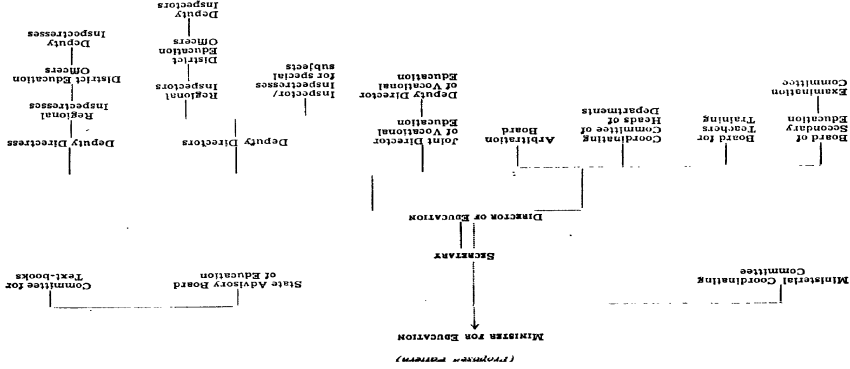 (Proposed Pattern)
MINISTER FOR EDUCATION
Ministerial Coordinating
Committee
State Advisory Board
of Education
Committee for
Text-books
SECRETARY
DIRECTOR OF EDUCATION
Board of
Secondary
Education
Examination
Committee
Board for
Teachers
Training
Coordinating
Committee of
Heads of
Departments
Arbitration
Board
Joint Director
of Vocational
Education
Deputy Director
of Vocational
Education
Deputy Directors
Inspector/
Inspectresses
for special
subjects
Regional
Inspectors
District
Education
Officers
Deputy
Inspectors
Deputy Directress
Regional
Inspectresses
District Education
Officers
Deputy
Inspectresses